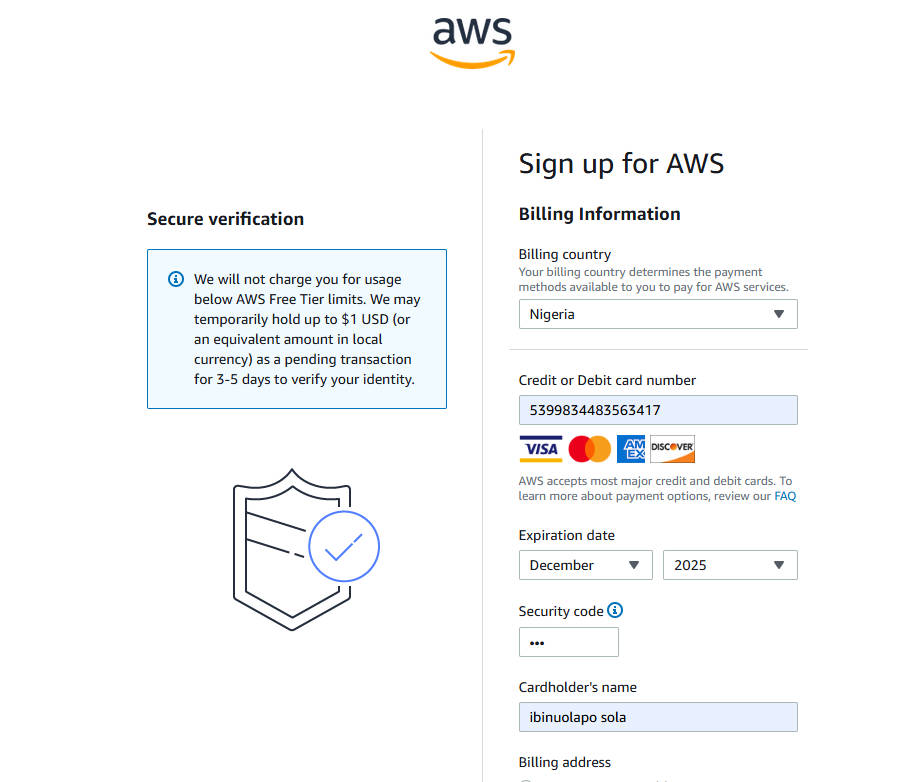 aws
Secure verification
We will not charge you for usage
below AWS Free Tier limits. We may
temporarily hold up to $1 USD (or
an equivalent amount in local
currency) as a pending transaction
for 3-5 days to verify your identity.
Sign up for AWS
Billing Information
Billing country
Your billing country determines the payment
methods available to you to pay for AWS services.
Nigeria
Credit or Debit card number
5399834483563417
VISA AM EX DISCOVER
AWS accepts most major credit and debit cards. To
learn more about payment options, review our FAQ
Expiration date
December 2025
Security code
•••
Cardholder's name
ibinuolapo sola
Billing address